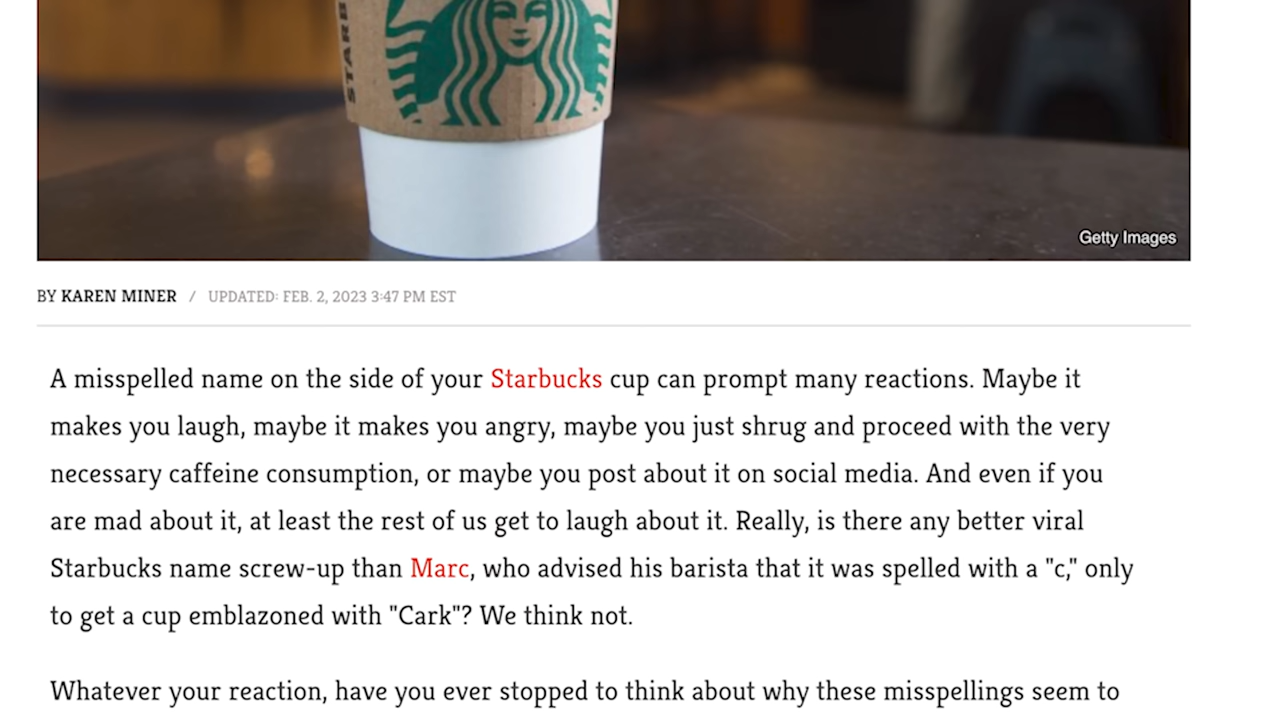 STARB
Getty Images
BY KAREN MINER / UPDATED: FEB. 2, 2023 3:47 PM EST
A misspelled name on the side of your Starbucks cup can prompt many reactions. Maybe it
makes you laugh, maybe it makes you angry, maybe you just shrug and proceed with the very
necessary caffeine consumption, or maybe you post about it on social media. And even if you
are mad about it, at least the rest of us get to laugh about it. Really, is there any better viral
Starbucks name screw-up than Marc, who advised his barista that it was spelled with a "c," only
to get a cup emblazoned with "Cark"? We think not.
Whatever your reaction, have you ever stopped to think about why these misspellings seem to